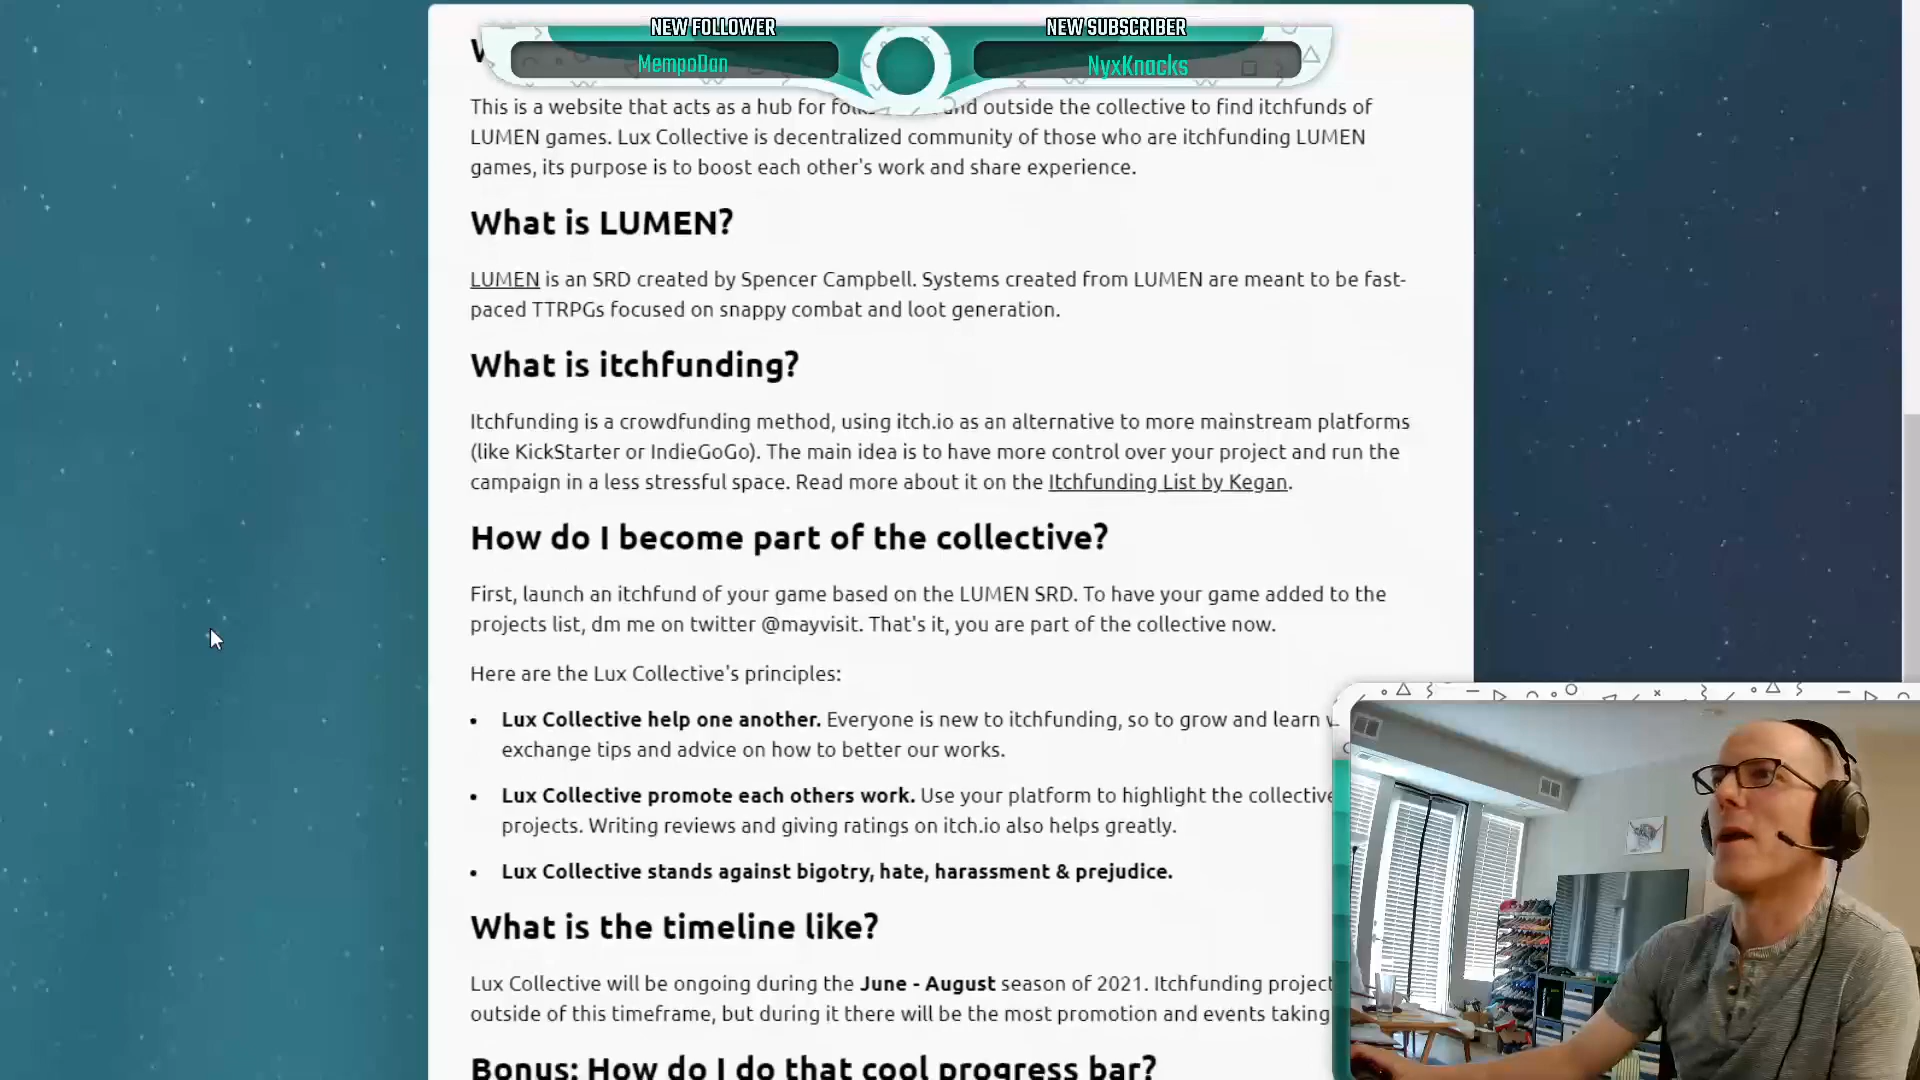 NEW FOLLOWER
NEW SUBSCRIBER
MempoDan
NyxKnacks
This is a website that acts as a hub for and outside the collective to find itchfunds of
LUMEN games. Lux Collective is decentralized community of those who are itchfunding LUMEN
games, its purpose is to boost each other's work and share experience.
What is LUMEN?
LUMEN is an SRD created by Spencer Campbell. Systems created from LUMEN are meant to be fast-
paced TTRPGs focused on snappy combat and loot generation.
What is itchfunding?
Itchfunding is a crowdfunding method, using itch.io as an alternative to more mainstream platforms
(like KickStarter or IndieGoGo). The main idea is to have more control over your project and run the
campaign in a less stressful space. Read more about it on the Itchfunding List by Kegan.
How do I become part of the collective?
First, launch an itchfund of your game based on the LUMEN SRD. To have your game added to the
projects list, dm me on twitter @mayvisit. That's it, you are part of the collective now.
Here are the Lux Collective's principles:
• Lux Collective help one another. Everyone is new to itchfunding, so to grow and learn
exchange tips and advice on how to better our works.
• Lux Collective promote each others work. Use your platform to highlight the collective
projects. Writing reviews and giving ratings on itch.io also helps greatly.
• Lux Collective stands against bigotry, hate, harassment & prejudice.
What is the timeline like?
Lux Collective will be ongoing during the June - August season of 2021. Itchfunding project
outside of this timeframe, but during it there will be the most promotion and events taking
Bonus: How do I do that cool progress bar?